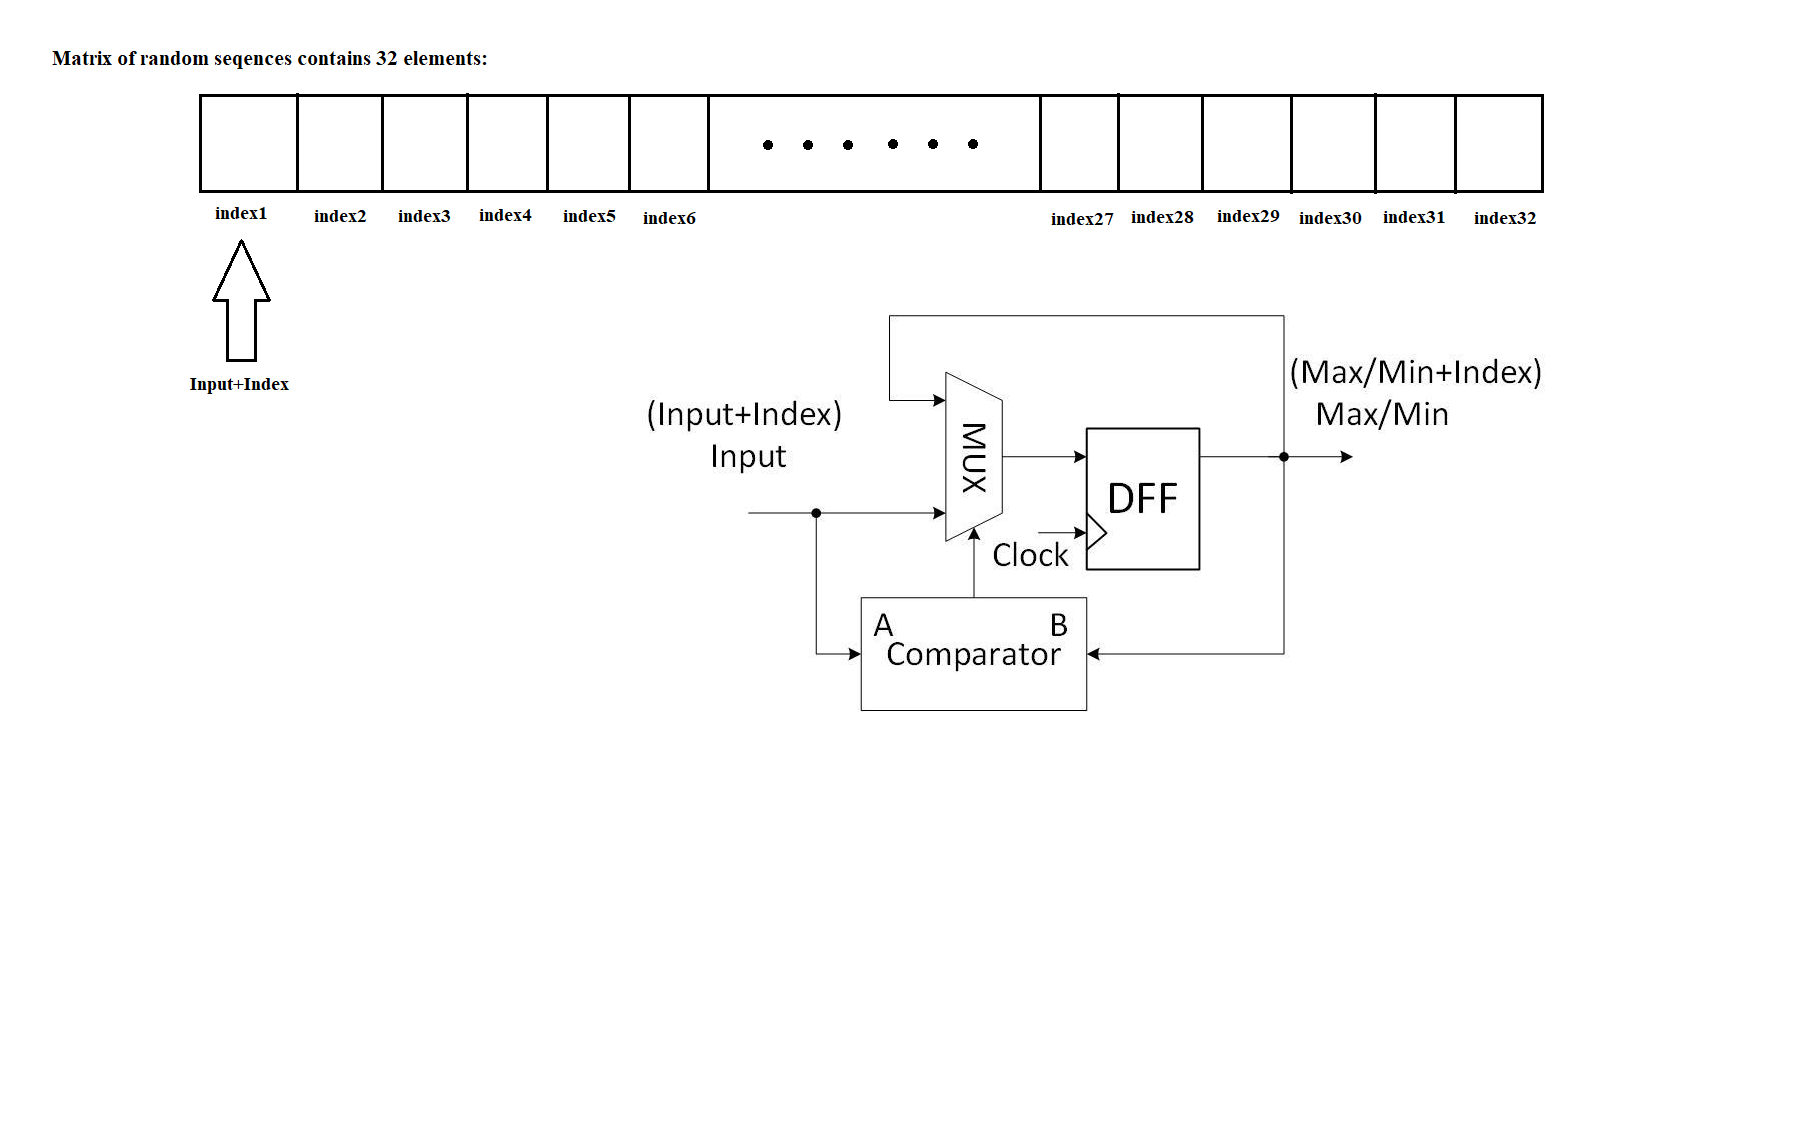 Matrix of random seqences contains 32 elements:
index1 index2 index3 index4 index5 index6 index27 index28 index29 index30 index31 index32
Input+Index
(Input+Index)
Input
MUX
DFF
Clock
(Max/Min+Index)
Max/Min
A B
Comparator